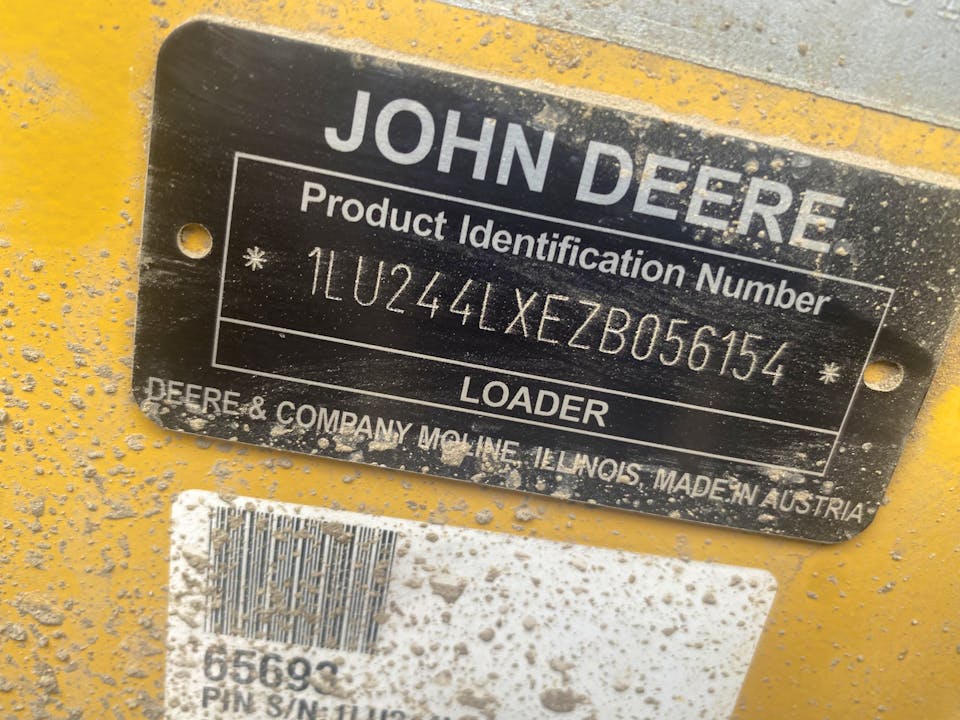 JOHN DEERE
Product Identification Number
* 1LU244LXEZB056154 *
LOADER
DEERE & COMPANY MOLINE, ILLINOIS, MADE IN AUSTRIA
65693
PIN S/N: